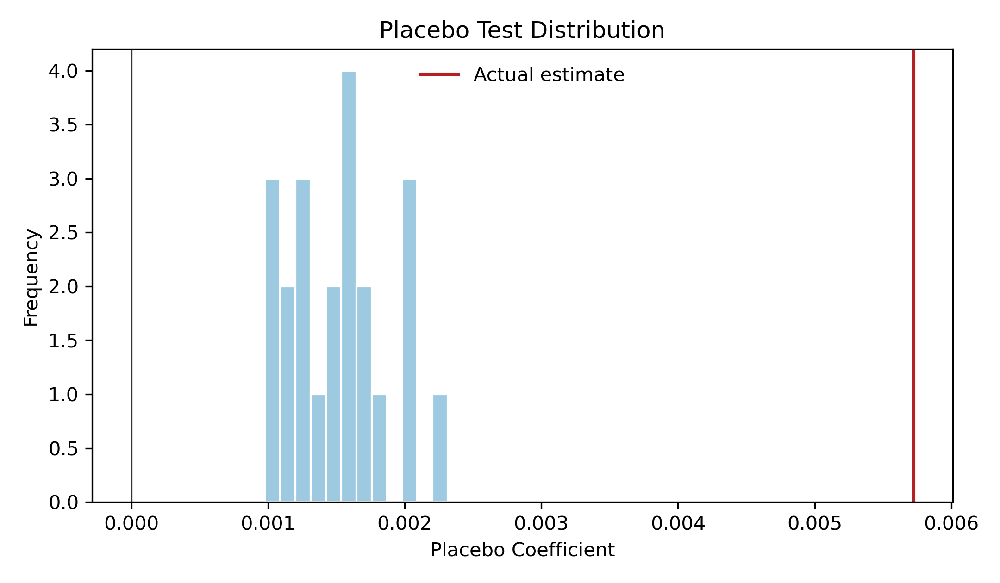 Placebo Test Distribution
Actual estimate
Frequency
4.0
3.5
3.0
2.5
2.0
1.5
1.0
0.5
0.0
0.000 0.001 0.002 0.003 0.004 0.005 0.006
Placebo Coefficient